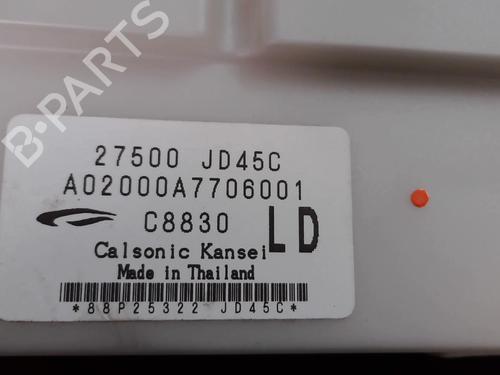 B-PARTS
27500 JD45C
A02000A7706001
C8830 LD
Calsonic Kansei
Made in Thailand
*88P25322 JD45C*